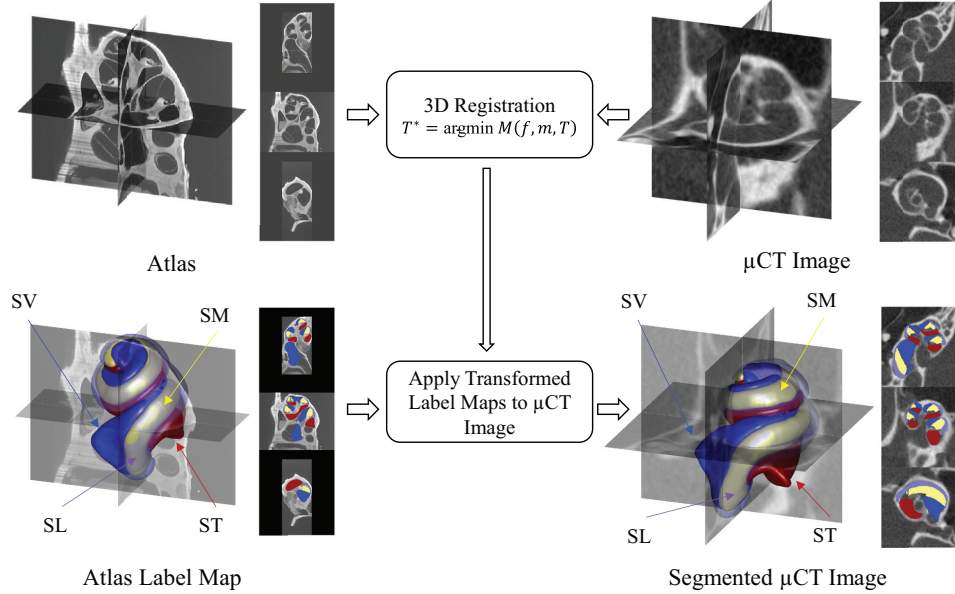 3D Registration
T* = argmin M(f, m, T)
Atlas
µCT Image
SV
SM
SL
ST
Atlas Label Map
Apply Transformed
Label Maps to µCT
Image
SV
SM
SL
ST
Segmented µCT Image